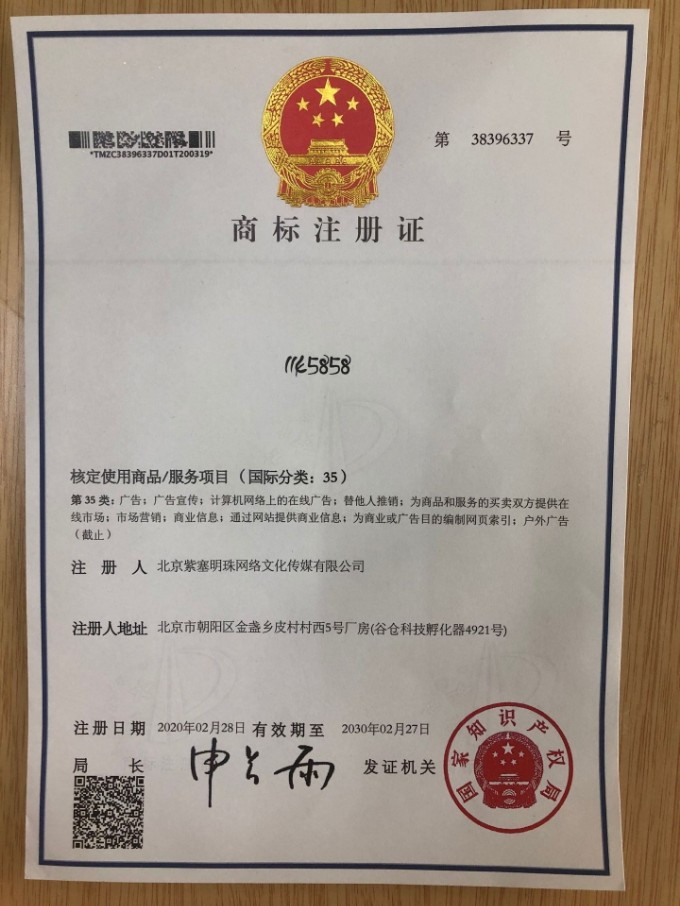 *TMZC38396337D01T200319*
第 38396337 号
商标注册证
5858
核定使用商品/服务项目（国际分类：35）
第35类：广告；广告宣传；计算机网络上的在线广告；替他人推销；为商品和服务的买卖双方提供在
线市场；市场营销；商业信息；通过网站提供商业信息；为商业或广告目的编制网页索引；户外广告
（截止）
注册人 北京紫塞明珠网络文化传媒有限公司
注册人地址 北京市朝阳区金盏乡皮村村西5号厂房(谷仓科技孵化器4921号)
注册日期 2020年02月28日 有效期至 2030年02月27日
局长 申长雨 发证机关
国家知识产权局